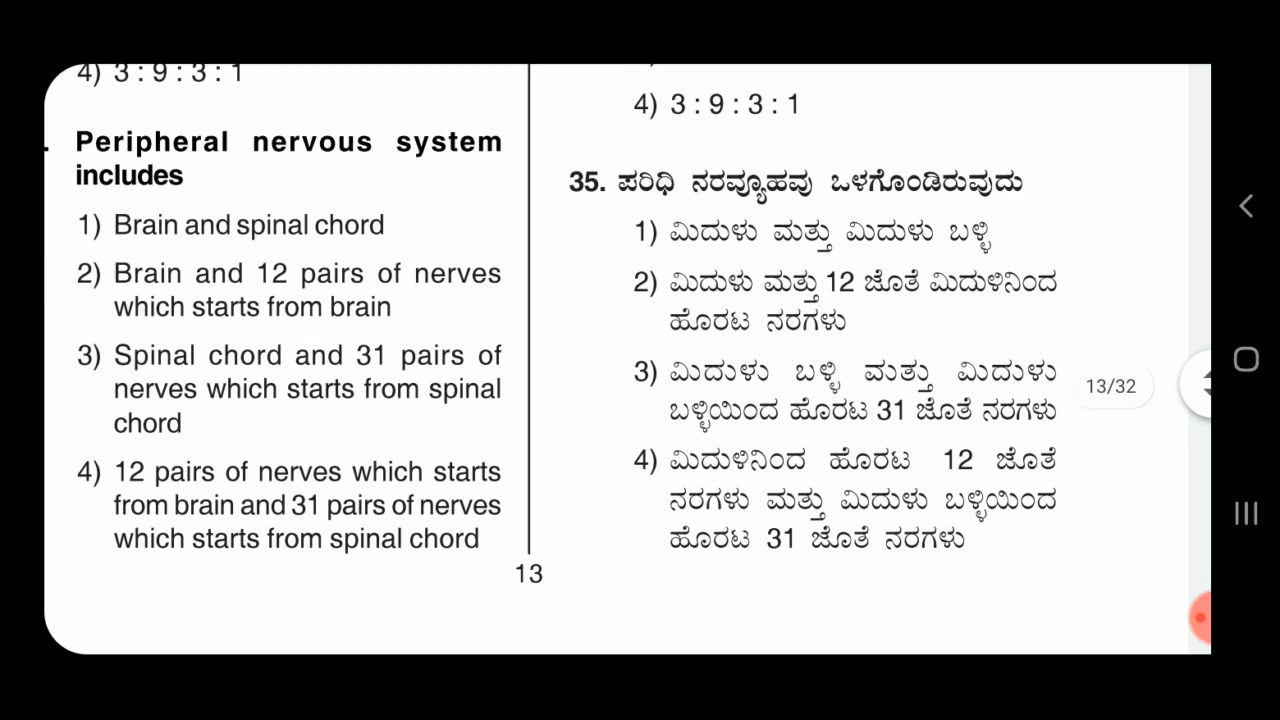 4) 3 : 9 : 3 : 1
. Peripheral nervous system
includes
1) Brain and spinal chord
2) Brain and 12 pairs of nerves
which starts from brain
3) Spinal chord and 31 pairs of
nerves which starts from spinal
chord
4) 12 pairs of nerves which starts
from brain and 31 pairs of nerves
which starts from spinal chord
4) 3 : 9 : 3 : 1
35. ಪರಿಧಿ ನರವ್ಯೂಹವು ಒಳಗೊಂಡಿರುವುದು
1) ಮಿದುಳು ಮತ್ತು ಮಿದುಳು ಬಳ್ಳಿ
2) ಮಿದುಳು ಮತ್ತು 12 ಜೊತೆ ಮಿದುಳಿನಿಂದ
ಹೊರಟ ನರಗಳು
3) ಮಿದುಳು ಬಳ್ಳಿ ಮತ್ತು ಮಿದುಳು
ಬಳ್ಳಿಯಿಂದ ಹೊರಟ 31 ಜೊತೆ ನರಗಳು
4) ಮಿದುಳಿನಿಂದ ಹೊರಟ 12 ಜೊತೆ
ನರಗಳು ಮತ್ತು ಮಿದುಳು ಬಳ್ಳಿಯಿಂದ
ಹೊರಟ 31 ಜೊತೆ ನರಗಳು
13/32
13